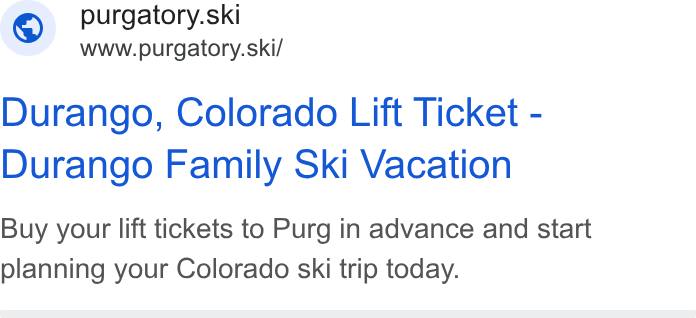 purgatory.ski
www.purgatory.ski/
Durango, Colorado Lift Ticket -
Durango Family Ski Vacation
Buy your lift tickets to Purg in advance and start
planning your Colorado ski trip today.